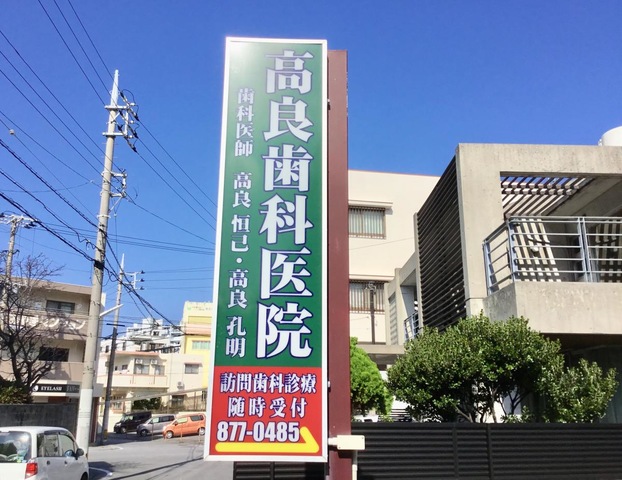 高良歯科医院
歯科医師 高良 恒己・高良 孔明
訪問歯科診療
随時受付
877-0485
EYELASH